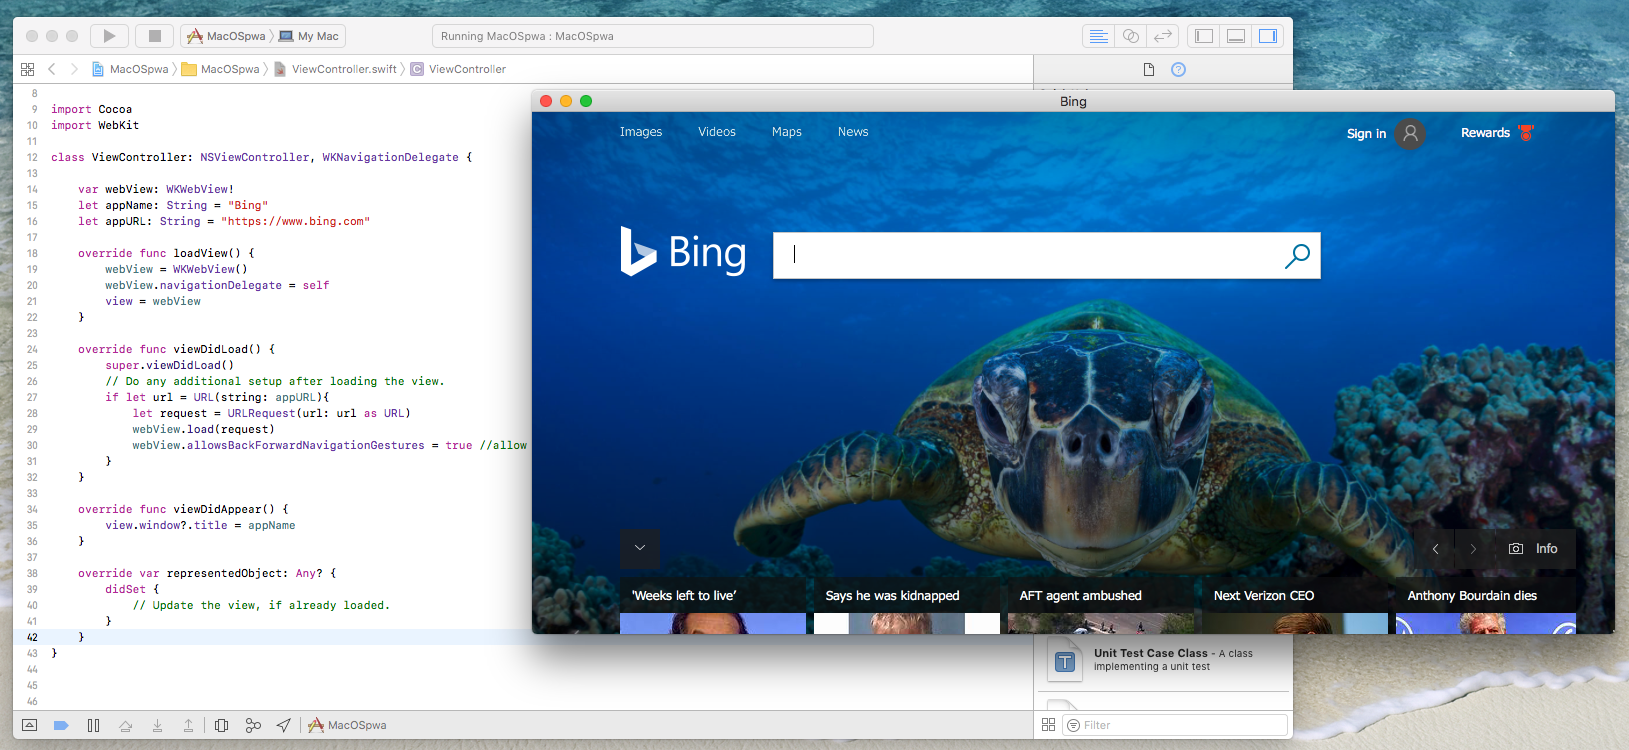 MacOSpwa My Mac
Running MacOSpwa : MacOSpwa
MacOSpwa MacOSpwa ViewController.swift C ViewController
?
8
9 import Cocoa
10 import WebKit
11
12 class ViewController: NSViewController, WKNavigationDelegate {
13
14 var webView: WKWebView!
15 let appName: String = "Bing"
16 let appURL: String = "https://www.bing.com"
17
18 override func loadView() {
19 webView = WKWebView()
20 webView.navigationDelegate = self
21 view = webView
22 }
23
24 override func viewDidLoad() {
25 super.viewDidLoad()
26 // Do any additional setup after loading the view.
27 if let url = URL(string: appURL){
28 let request = URLRequest(url: url as URL)
29 webView.load(request)
30 webView.allowsBackForwardNavigationGestures = true //allow
31 }
32 }
33
34 override func viewDidAppear() {
35 view.window?.title = appName
36 }
37
38 override var representedObject: Any? {
39 didSet {
40 // Update the view, if already loaded.
41 }
42 }
43 }
44
45
46
MacOSpwa
Bing
Images Videos Maps News
Sign in Rewards
Bing
Info
'Weeks left to live' Says he was kidnapped AFT agent ambushed Next Verizon CEO Anthony Bourdain dies
T Unit Test Case Class - A class
implementing a unit test
Filter